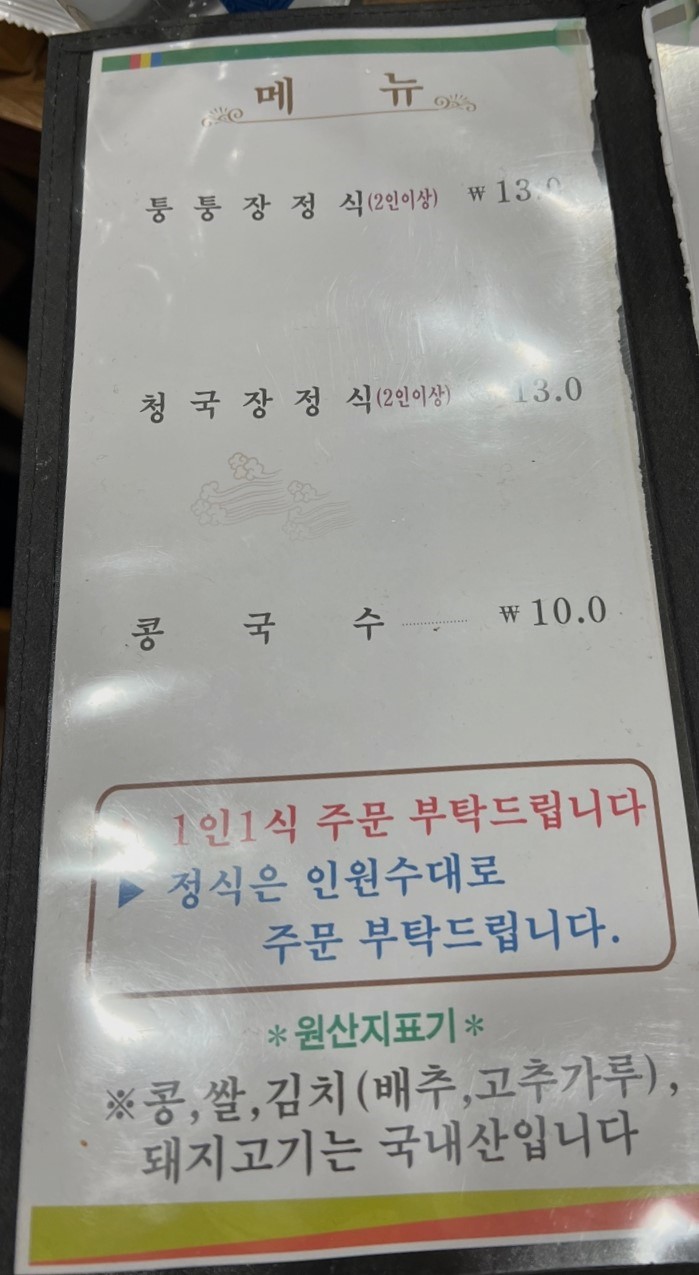 메 뉴
퉁 퉁 장 정 식(2인이상) ₩13.0
청 국 장 정 식(2인이상) 13.0
콩 국 수 ₩10.0
1인1식 주문 부탁드립니다
▶ 정식은 인원수대로
주문 부탁드립니다.
*원산지표기*
※콩,쌀,김치(배추,고추가루),
돼지고기는 국내산입니다